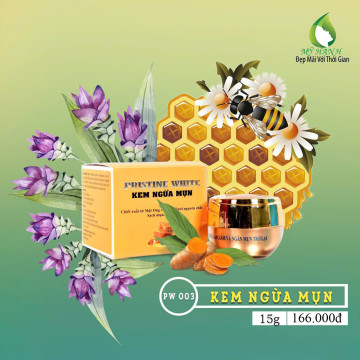 MỸ HẠNH
Đẹp Mãi Với Thời Gian
PRISTINE WHITE
KEM NGỪA MỤN
PW 003
KEM NGỪA MỤN
15g
166.000đ